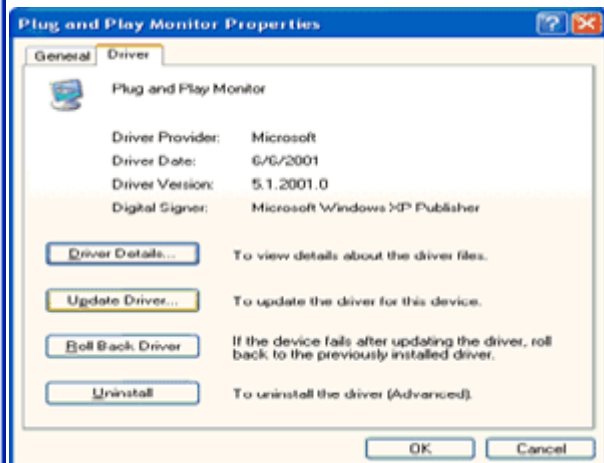 Plug and Play Monitor Properties
General Driver
Plug and Play Monitor
Driver Provider: Microsoft
Driver Date: 6/6/2001
Driver Version: 5.1.2001.0
Digital Signer: Microsoft Windows XP Publisher
Driver Details... To view details about the driver files.
Update Driver... To update the driver for this device.
Roll Back Driver If the device fails after updating the driver, roll
back to the previously installed driver.
Uninstall To uninstall the driver (Advanced).
OK Cancel